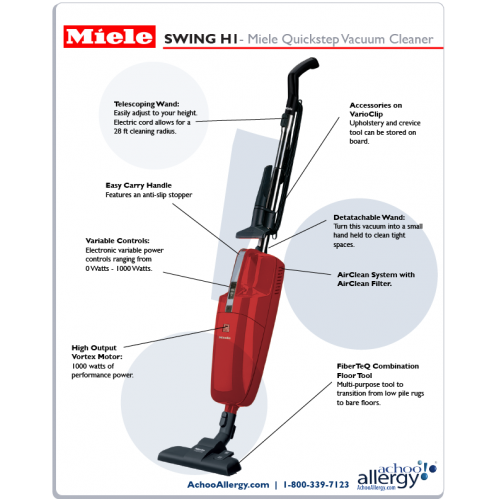 Miele
SWING H1- Miele Quickstep Vacuum Cleaner
Telescoping Wand:
Easily adjust to your height.
Electric cord allows for a
28 ft cleaning radius.
Accessories on
VarioClip
Upholstery and crevice
tool can be stored on
board.
Easy Carry Handle
Features an anti-slip stopper
Detatachable Wand:
Turn this vacuum into a small
hand held to clean tight
spaces.
Variable Controls:
Electronic variable power
controls ranging from
0 Watts - 1000 Watts.
AirClean System with
AirClean Filter.
High Output
Vortex Motor:
1000 watts of
performance power.
FiberTeQ Combination
Floor Tool
Multi-purpose tool to
transition from low pile rugs
to bare floors.
achoo!
allergy
AchooAllergy.com
AchooAllergy.com | 1-800-339-7123